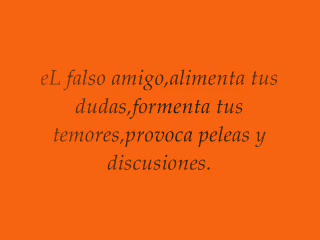 eL falso amigo,alimenta tus
dudas,formenta tus
temores,provoca peleas y
discusiones.